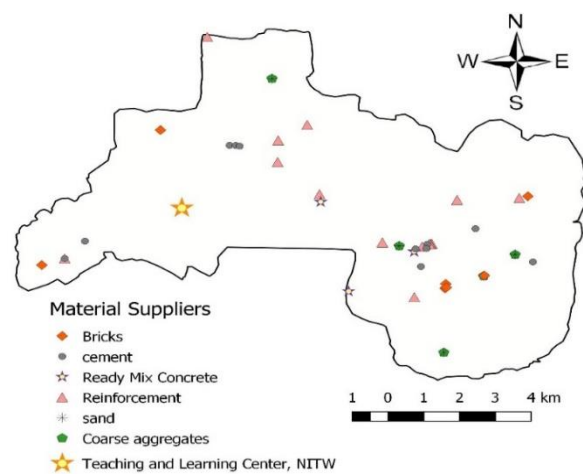 N
W E
S
Material Suppliers
Bricks
cement
Ready Mix Concrete
Reinforcement
sand
Coarse aggregates
Teaching and Learning Center, NITW
1 0 1 2 3 4 km